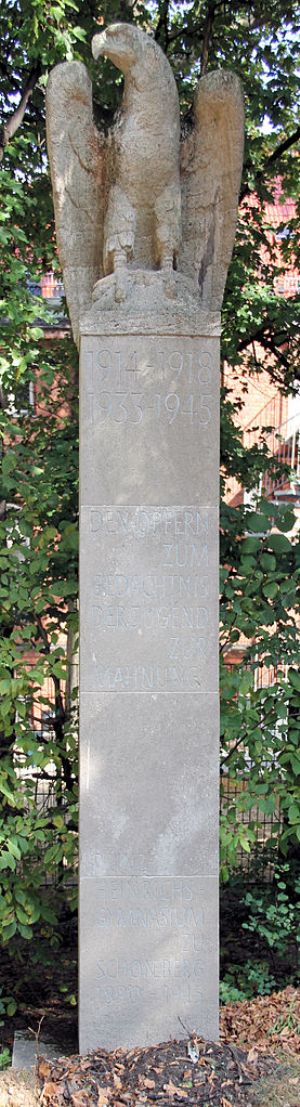 1914-1918
1933-1945
DEN OPFERN
ZUM
GEDÄCHTNIS
DER JUGEND
ZUR
MAHNUNG
HEINRICHS-
GYMNASIUM
ZU
SCHÖNEBERG